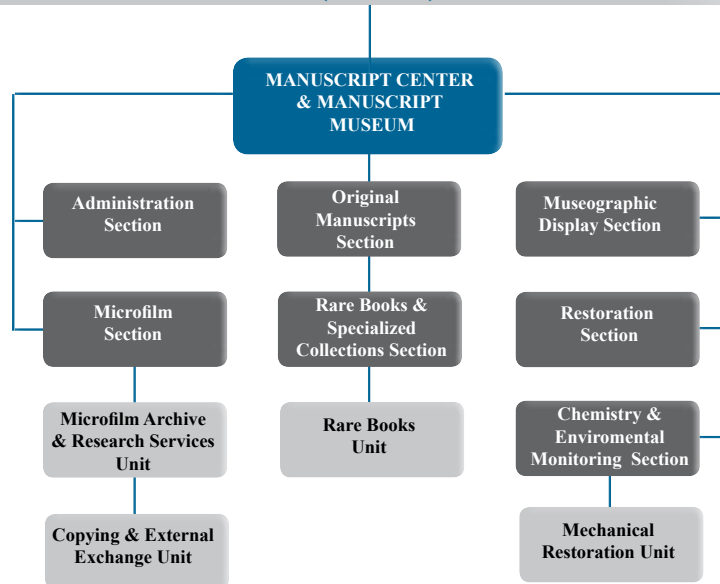 MANUSCRIPT CENTER
& MANUSCRIPT
MUSEUM
Administration
Section
Original
Manuscripts
Section
Museographic
Display Section
Microfilm
Section
Rare Books &
Specialized
Collections Section
Restoration
Section
Microfilm Archive
& Research Services
Unit
Rare Books
Unit
Chemistry &
Enviromental
Monitoring Section
Copying & External
Exchange Unit
Mechanical
Restoration Unit